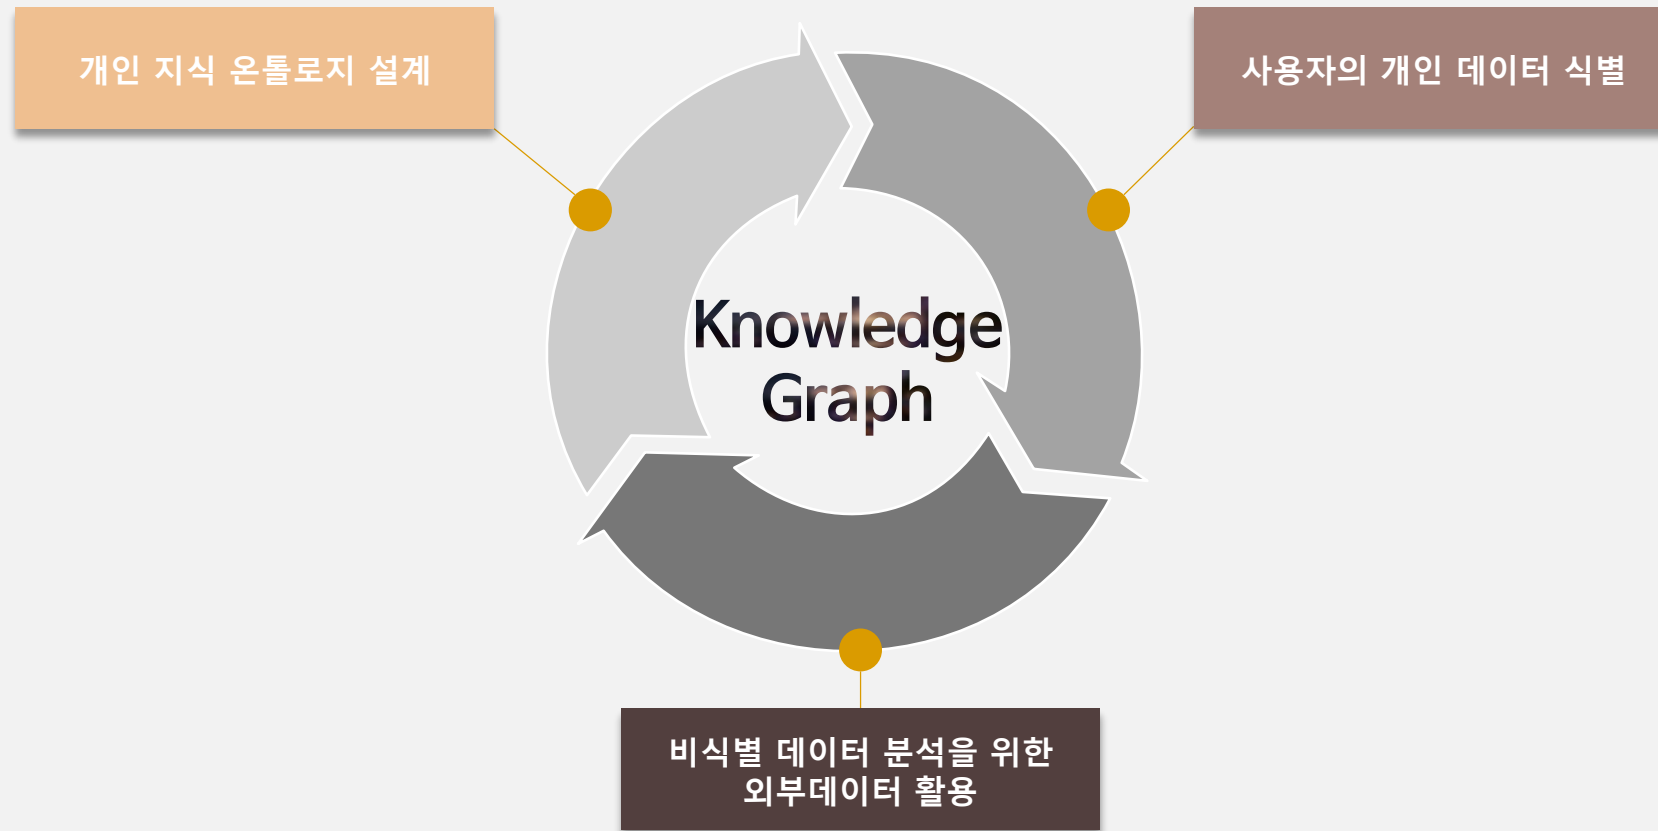 개인 지식 온톨로지 설계
사용자의 개인 데이터 식별
Knowledge
Graph
비식별 데이터 분석을 위한
외부데이터 활용